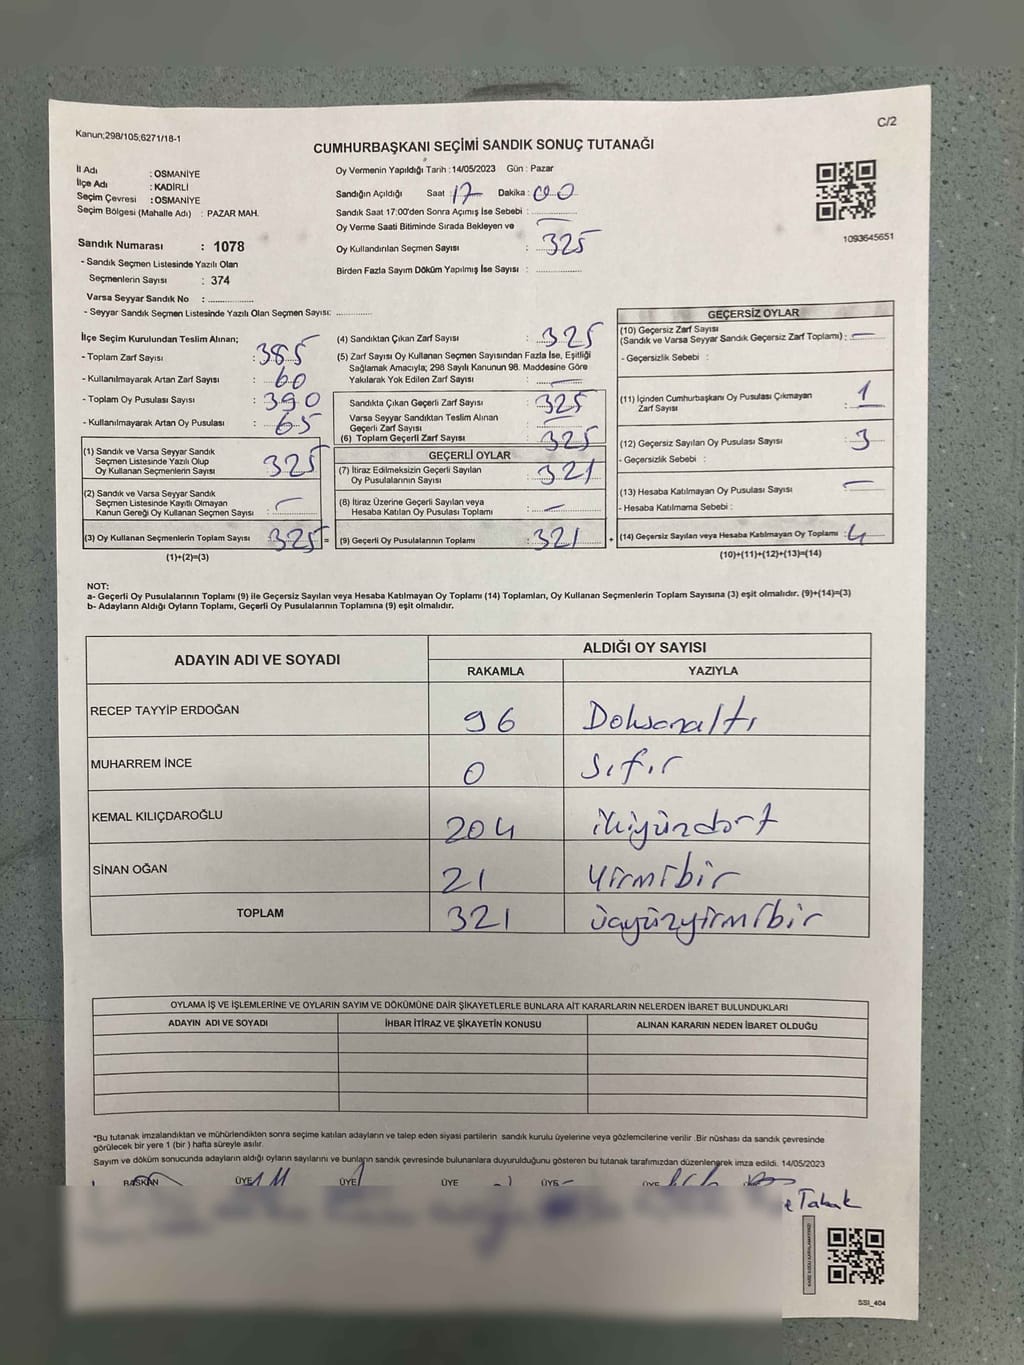 C/2
Kanun;298/105,6271/18-1
CUMHURBAŞKANI SEÇİMİ SANDIK SONUÇ TUTANAĞI
İl Adı : OSMANİYE
İlçe Adı : KADİRLİ
Seçim Çevresi : OSMANİYE
Seçim Bölgesi (Mahalle Adı) : PAZAR MAH.
Sandık Numarası : 1078
- Sandık Seçmen Listesinde Yazılı Olan
Seçmenlerin Sayısı : 374
Varsa Seyyar Sandık No : ..............
- Seyyar Sandık Seçmen Listesinde Yazılı Olan Seçmen Sayısı: ...........
Oy Vermenin Yapıldığı Tarih : 14/05/2023 Gün : Pazar
Sandığın Açıldığı Saat : 17 Dakika : 00
Sandık Saat 17:00'den Sonra Açımış İse Sebebi : ..............
Oy Verme Saati Bitiminde Sırada Bekleyen ve
Oy Kullandırılan Seçmen Sayısı : 325
Birden Fazla Sayım Döküm Yapılmış İse Sayısı : ..............
1093645651
İlçe Seçim Kurulundan Teslim Alınan;
- Toplam Zarf Sayısı : 385
- Kullanılmayarak Artan Zarf Sayısı : 60
- Toplam Oy Pusulası Sayısı : 390
- Kullanılmayarak Artan Oy Pusulası : 65
(1) Sandık ve Varsa Seyyar Sandık
Seçmen Listesinde Yazılı Olup
Oy Kullanan Seçmenlerin Sayısı : 325
(2) Sandık ve Varsa Seyyar Sandık
Seçmen Listesinde Kayıtlı Olmayan
Kanun Gereği Oy Kullanan Seçmen Sayısı : -
(3) Oy Kullanan Seçmenlerin Toplam Sayısı : 325 =
(1)+(2)=(3)
(4) Sandıktan Çıkan Zarf Sayısı : 325
(5) Zarf Sayısı Oy Kullanan Seçmen Sayısından Fazla İse, Eşitliği
Sağlamak Amacıyla; 298 Sayılı Kanunun 98. Maddesine Göre
Yakılarak Yok Edilen Zarf Sayısı : -
Sandıkta Çıkan Geçerli Zarf Sayısı : 325
Varsa Seyyar Sandıktan Teslim Alınan
Geçerli Zarf Sayısı : -
(6) Toplam Geçerli Zarf Sayısı : 325
GEÇERLİ OYLAR
(7) İtiraz Edilmeksizin Geçerli Sayılan
Oy Pusulalarının Sayısı : 321
(8) İtiraz Üzerine Geçerli Sayılan veya
Hesaba Katılan Oy Pusulası Toplamı : -
(9) Geçerli Oy Pusulalarının Toplamı : 321 +
GEÇERSİZ OYLAR
(10) Geçersiz Zarf Sayısı
(Sandık ve Varsa Seyyar Sandık Geçersiz Zarf Toplamı) : -
- Geçersizlik Sebebi :
(11) İçinden Cumhurbaşkanı Oy Pusulası Çıkmayan
Zarf Sayısı : 1
(12) Geçersiz Sayılan Oy Pusulası Sayısı : 3
- Geçersizlik Sebebi :
(13) Hesaba Katılmayan Oy Pusulası Sayısı : -
- Hesaba Katılmama Sebebi :
(14) Geçersiz Sayılan veya Hesaba Katılmayan Oy Toplamı : 4
(10)+(11)+(12)+(13)=(14)
NOT:
a- Geçerli Oy Pusulalarının Toplamı (9) ile Geçersiz Sayılan veya Hesaba Katılmayan Oy Toplamı (14) Toplamları, Oy Kullanan Seçmenlerin Toplam Sayısına (3) eşit olmalıdır. (9)+(14)=(3)
b- Adayların Aldığı Oyların Toplamı, Geçerli Oy Pusulalarının Toplamına (9) eşit olmalıdır.
ADAYIN ADI VE SOYADI ALDIĞI OY SAYISI
RAKAMLA YAZIYLA
RECEP TAYYİP ERDOĞAN 96 Doksanaltı
MUHARREM İNCE 0 Sıfır
KEMAL KILIÇDAROĞLU 204 ikiyüzdört
SİNAN OĞAN 21 Yirmibir
TOPLAM 321 üçyüzyirmibir
OYLAMA İŞ VE İŞLEMLERİNE VE OYLARIN SAYIM VE DÖKÜMÜNE DAİR ŞİKAYETLERLE BUNLARA AİT KARARLARIN NELERDEN İBARET BULUNDUKLARI
ADAYIN ADI VE SOYADI İHBAR İTİRAZ VE ŞİKAYETİN KONUSU ALINAN KARARIN NEDEN İBARET OLDUĞU
*Bu tutanak imzalandıktan ve mühürlendikten sonra seçime katılan adayların ve talep eden siyasi partilerin sandık kurulu üyelerine veya gözlemcilerine verilir .Bir nüshası da sandık çevresinde
görülecek bir yere 1 (bir ) hafta süreyle asılır.
Sayım ve döküm sonucunda adayların aldığı oyların sayılarını ve bunların sandık çevresinde bulunanlara duyurulduğunu gösteren bu tutanak tarafımızdan düzenlenerek imza edildi. 14/05/2023
BAŞKAN ÜYE ÜYE ÜYE ÜYE ÜYE
SSI_404